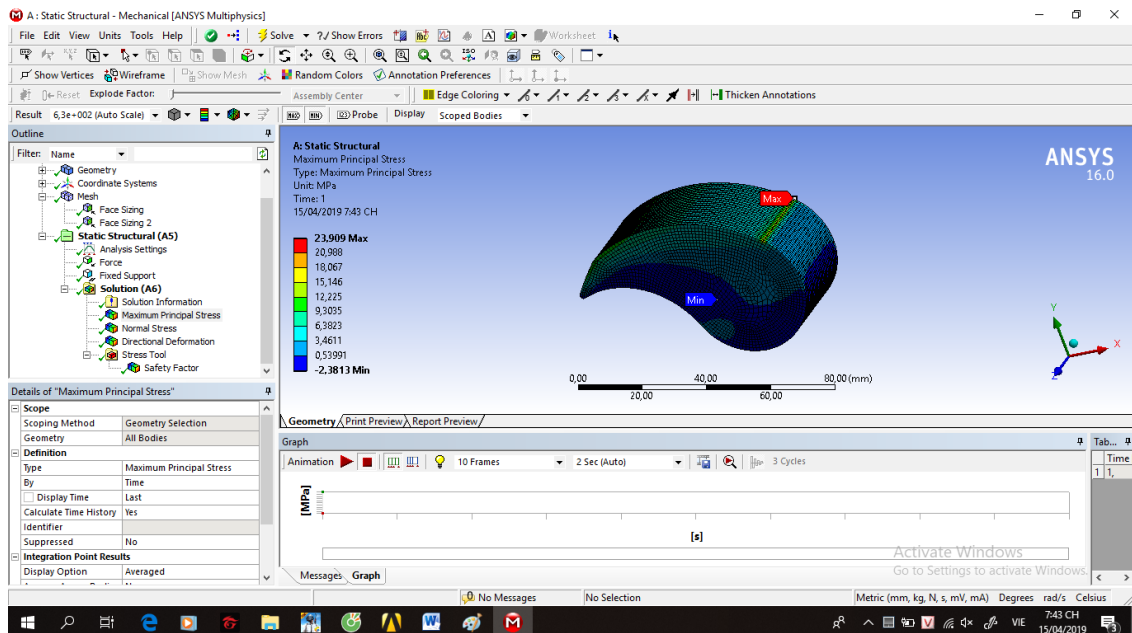 A : Static Structural - Mechanical [ANSYS Multiphysics]
File Edit View Units Tools Help Solve ?/ Show Errors Worksheet
Show Vertices Wireframe Show Mesh Random Colors Annotation Preferences
Reset Explode Factor: Assembly Center Edge Coloring Thicken Annotations
Result 6,3e+002 (Auto Scale) Probe Display Scoped Bodies
Outline
Filter: Name
Geometry
Coordinate Systems
Mesh
Face Sizing
Face Sizing 2
Static Structural (A5)
Analysis Settings
Force
Fixed Support
Solution (A6)
Solution Information
Maximum Principal Stress
Normal Stress
Directional Deformation
Stress Tool
Safety Factor
Details of "Maximum Principal Stress"
Scope
Scoping Method Geometry Selection
Geometry All Bodies
Definition
Type Maximum Principal Stress
By Time
Display Time Last
Calculate Time History Yes
Identifier
Suppressed No
Integration Point Results
Display Option Averaged
A: Static Structural
Maximum Principal Stress
Type: Maximum Principal Stress
Unit: MPa
Time: 1
15/04/2019 7:43 CH
23,909 Max
20,988
18,067
15,146
12,225
9,3035
6,3823
3,4611
0,53991
-2,3813 Min
Max
Min
ANSYS
16.0
Y
X
Z
0,00 40,00 80,00 (mm)
20,00 60,00
Geometry Print Preview Report Preview
Graph
Animation 10 Frames 2 Sec (Auto) 3 Cycles
[MPa]
[s]
Messages Graph
Tab...
Time
1 1,
Activate Windows
Go to Settings to activate Windows.
No Messages No Selection Metric (mm, kg, N, s, mV, mA) Degrees rad/s Celsius
VIE
7:43 CH
15/04/2019